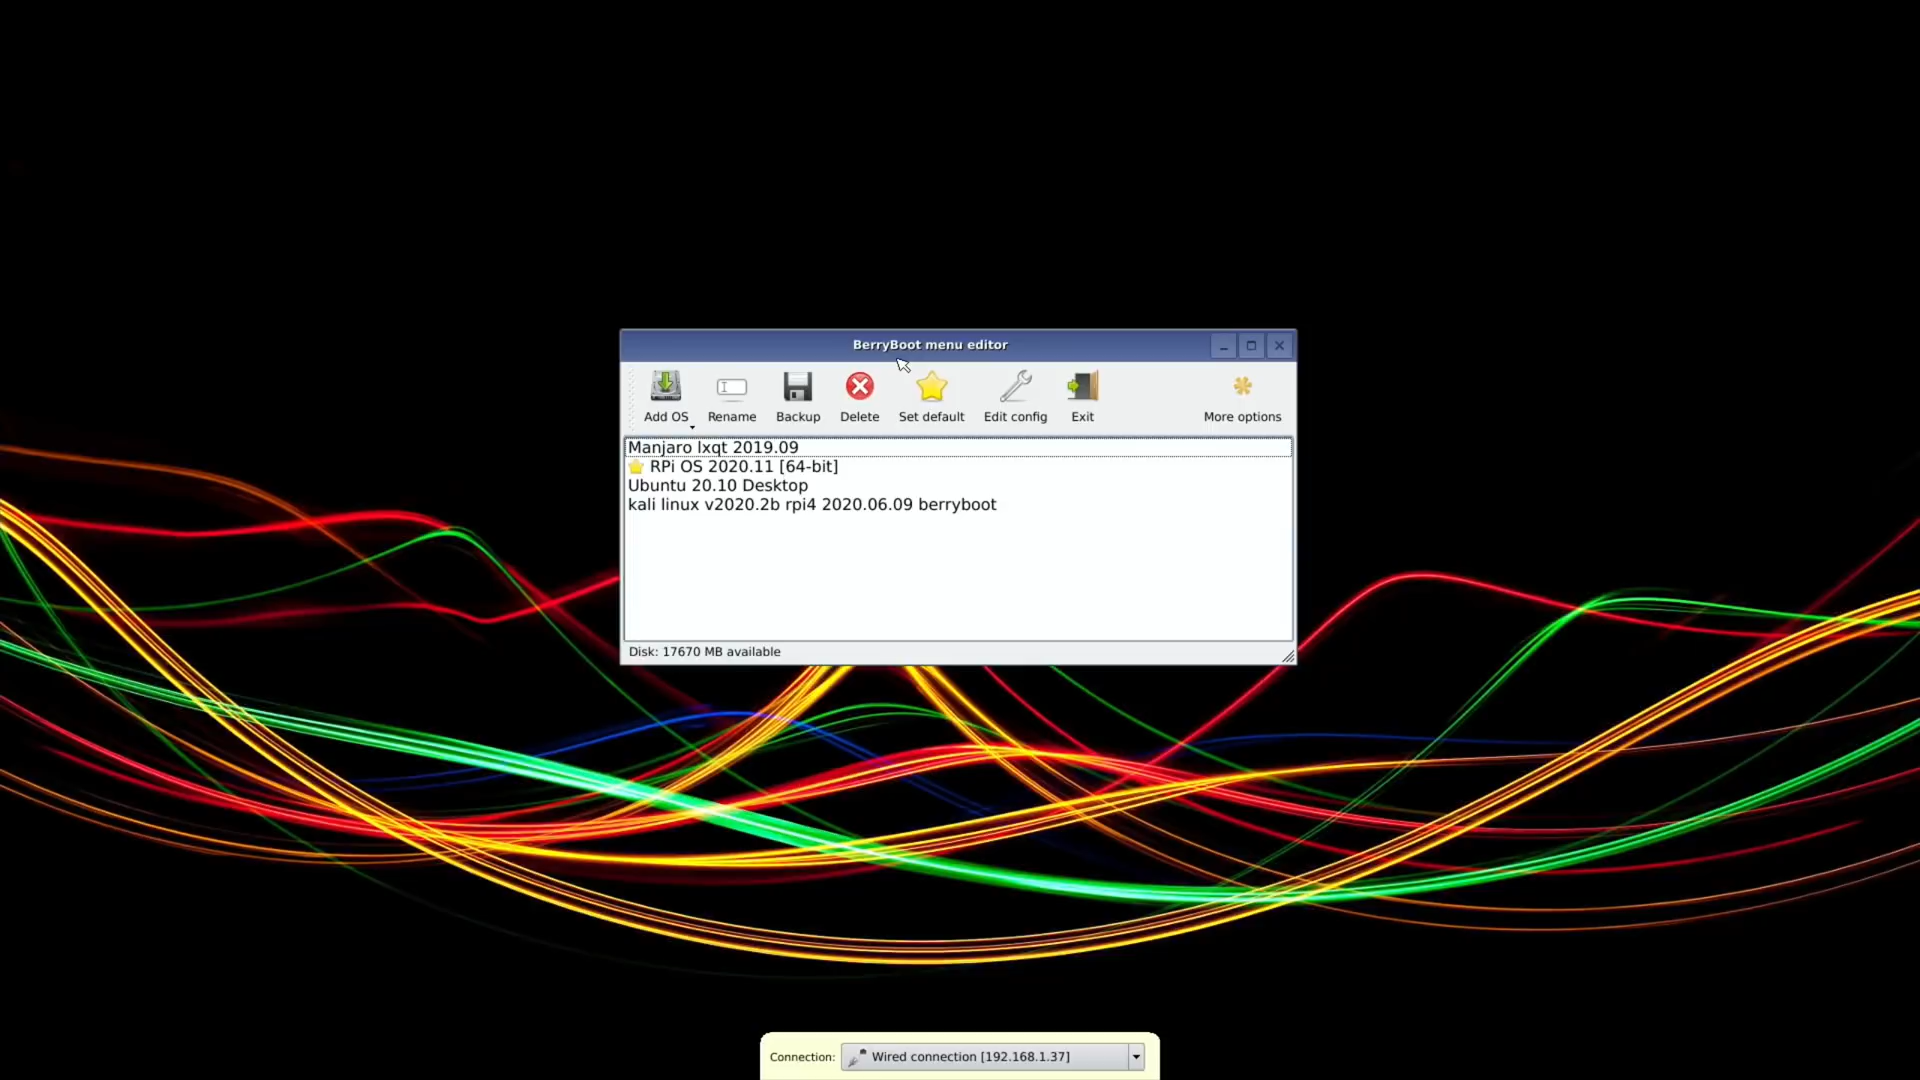 BerryBoot menu editor
Add OS Rename Backup Delete Set default Edit config Exit More options
Manjaro lxqt 2019.09
RPi OS 2020.11 [64-bit]
Ubuntu 20.10 Desktop
kali linux v2020.2b rpi4 2020.06.09 berryboot
Disk: 17670 MB available
Connection: Wired connection [192.168.1.37]